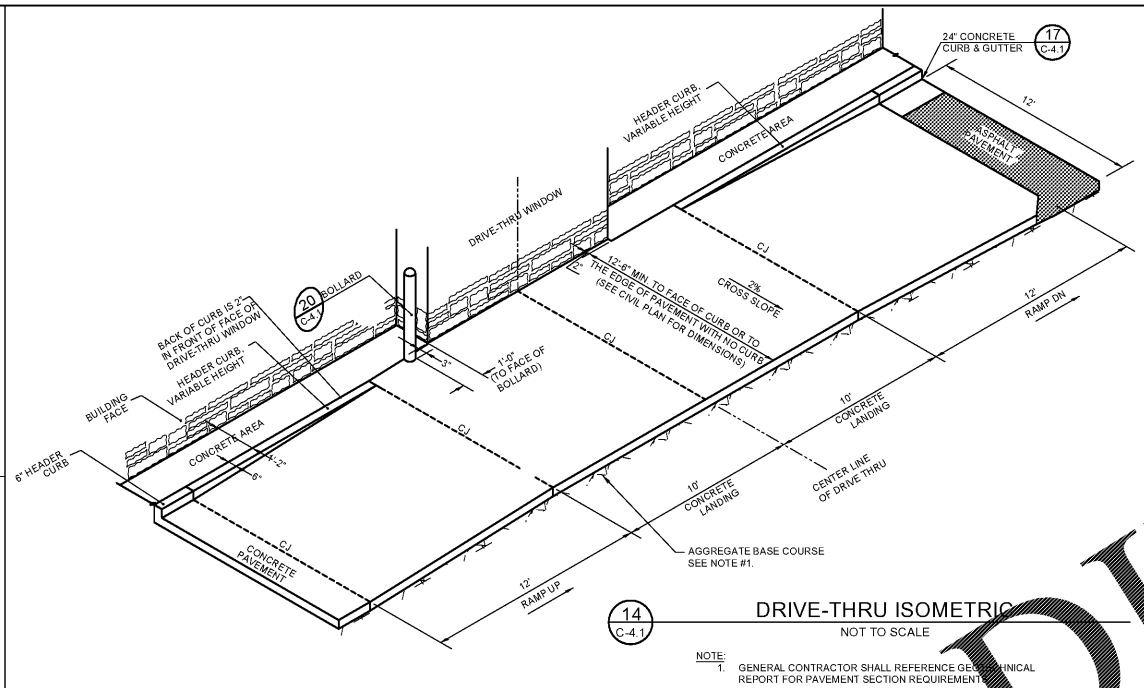 24" CONCRETE
CURB & GUTTER
17
C-4.1
12'
HEADER CURB,
VARIABLE HEIGHT
CONCRETE AREA
ASPHALT
PAVEMENT
DRIVE-THRU WINDOW
BOLLARD
20
C-4.1
2"
12'-6" MIN. TO FACE OF CURB OR TO
THE EDGE OF PAVEMENT WITH NO CURB
(SEE CIVIL PLAN FOR DIMENSIONS)
CJ
2%
CROSS SLOPE
12'
RAMP DN
BACK OF CURB IS 2"
IN FRONT OF FACE OF
DRIVE-THRU WINDOW
HEADER CURB,
VARIABLE HEIGHT
3"
1'-0"
(TO FACE OF
BOLLARD)
CJ
BUILDING
FACE
CONCRETE AREA
6" HEADER
CURB
6"
CJ
10'
CONCRETE
LANDING
CENTER LINE
OF DRIVE THRU
10'
CONCRETE
LANDING
CJ
CONCRETE
PAVEMENT
AGGREGATE BASE COURSE
SEE NOTE #1.
12'
RAMP UP
14
C-4.1
DRIVE-THRU ISOMETRIC
NOT TO SCALE
NOTE:
1. GENERAL CONTRACTOR SHALL REFERENCE GEOTECHNICAL
REPORT FOR PAVEMENT SECTION REQUIREMENTS